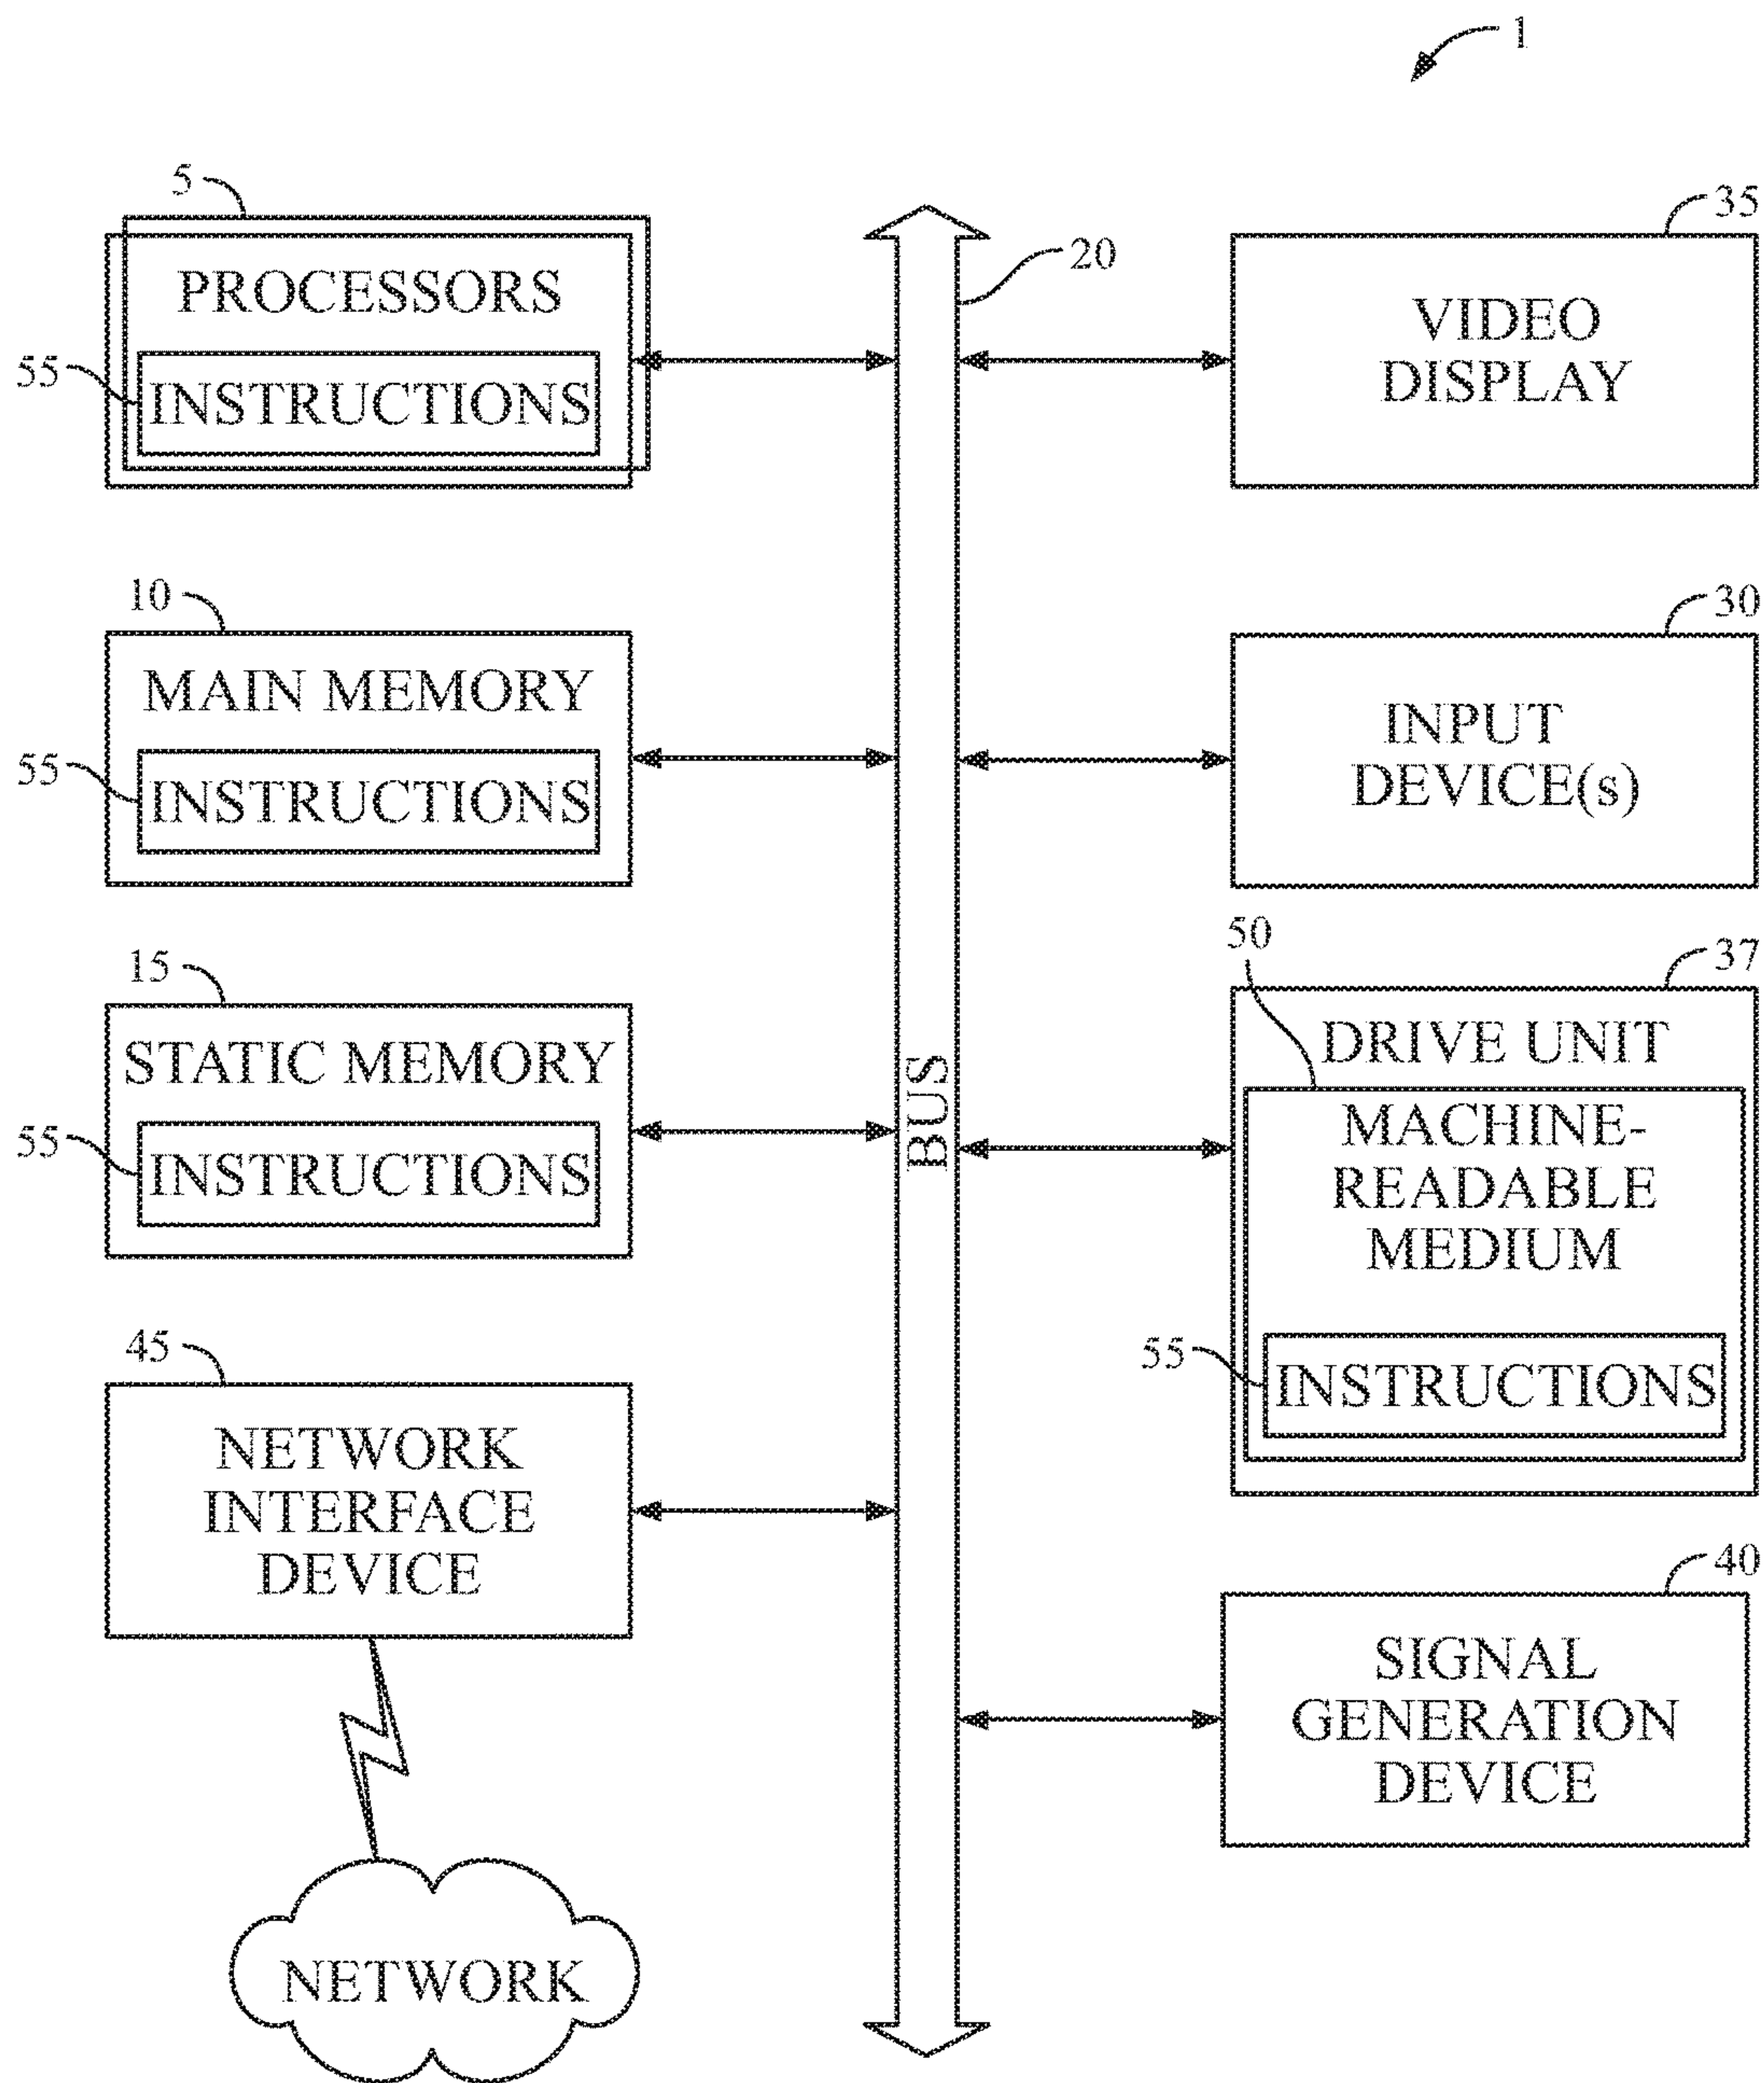 1
5
PROCESSORS
55
INSTRUCTIONS
10
MAIN MEMORY
55
INSTRUCTIONS
15
STATIC MEMORY
55
INSTRUCTIONS
45
NETWORK
INTERFACE
DEVICE
NETWORK
20
BUS
35
VIDEO
DISPLAY
30
INPUT
DEVICE(s)
50
37
DRIVE UNIT
MACHINE-
READABLE
MEDIUM
55
INSTRUCTIONS
40
SIGNAL
GENERATION
DEVICE